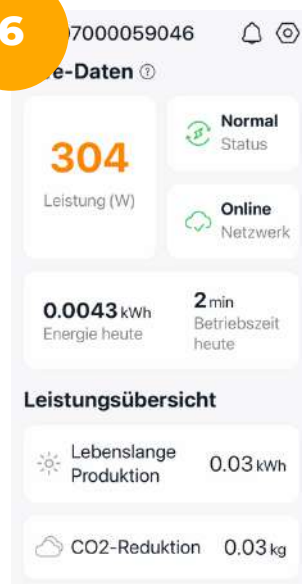 6
7000059046
e-Daten ?
304
Leistung (W)
Normal
Status
Online
Netzwerk
0.0043 kWh
Energie heute
2 min
Betriebszeit
heute
Leistungsübersicht
Lebenslange
Produktion
0.03 kWh
CO2-Reduktion 0.03 kg